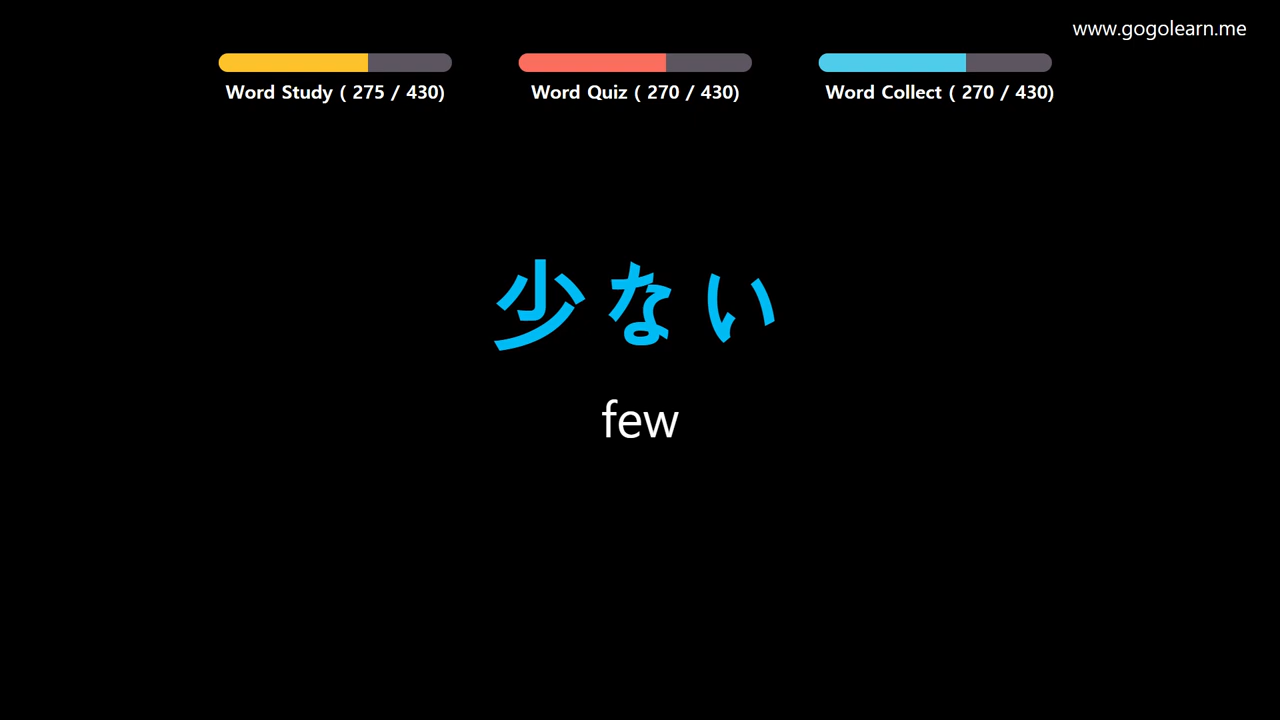 www.gogolearn.me
Word Study ( 275 / 430)
Word Quiz ( 270 / 430)
Word Collect ( 270 / 430)
少ない
few